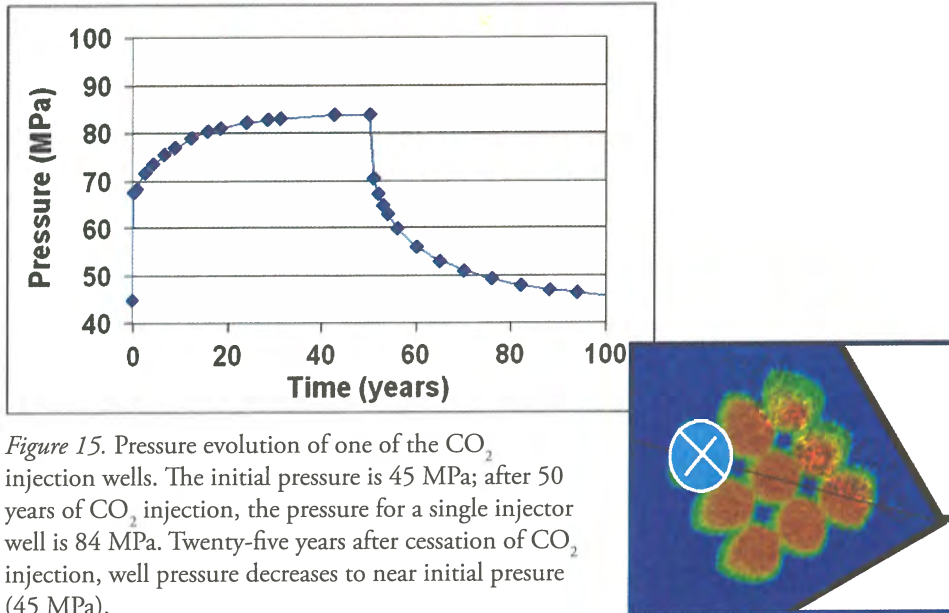 100
90
80
70
60
50
40
Pressure (MPa)
0 20 40 60 80 100
Time (years)
Figure 15. Pressure evolution of one of the CO₂
injection wells. The initial pressure is 45 MPa; after 50
years of CO₂ injection, the pressure for a single injector
well is 84 MPa. Twenty-five years after cessation of CO₂
injection, well pressure decreases to near initial presure
(45 MPa).